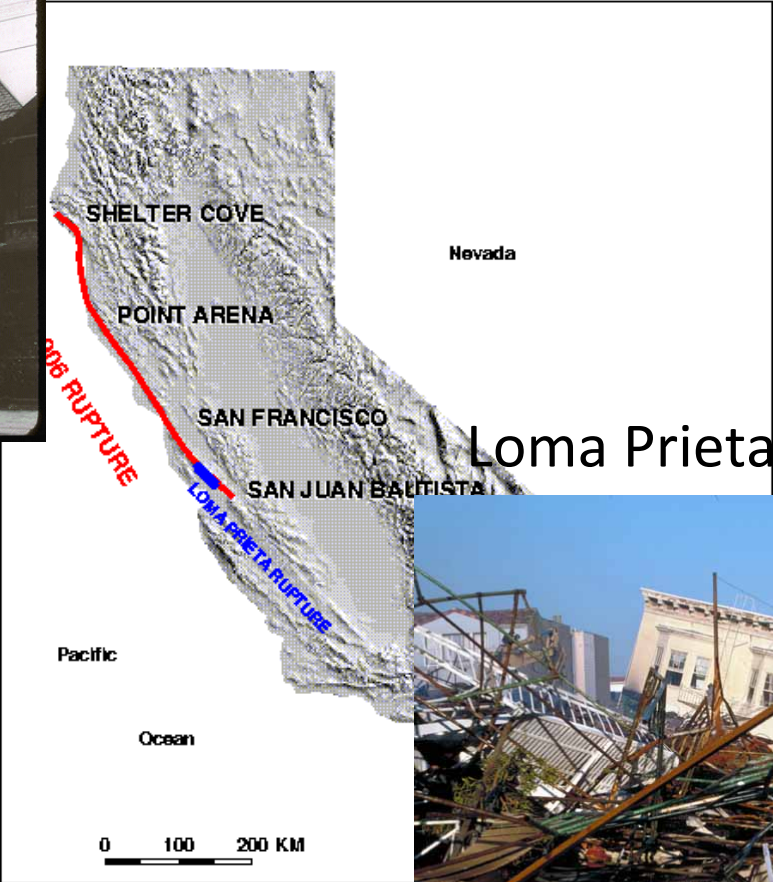 SHELTER COVE
Nevada
POINT ARENA
006 RUPTURE
SAN FRANCISCO
Loma Prieta
SAN JUAN BAUTISTA
LOMA PRIETA RUPTURE
Pacific
Ocean
0 100 200 KM